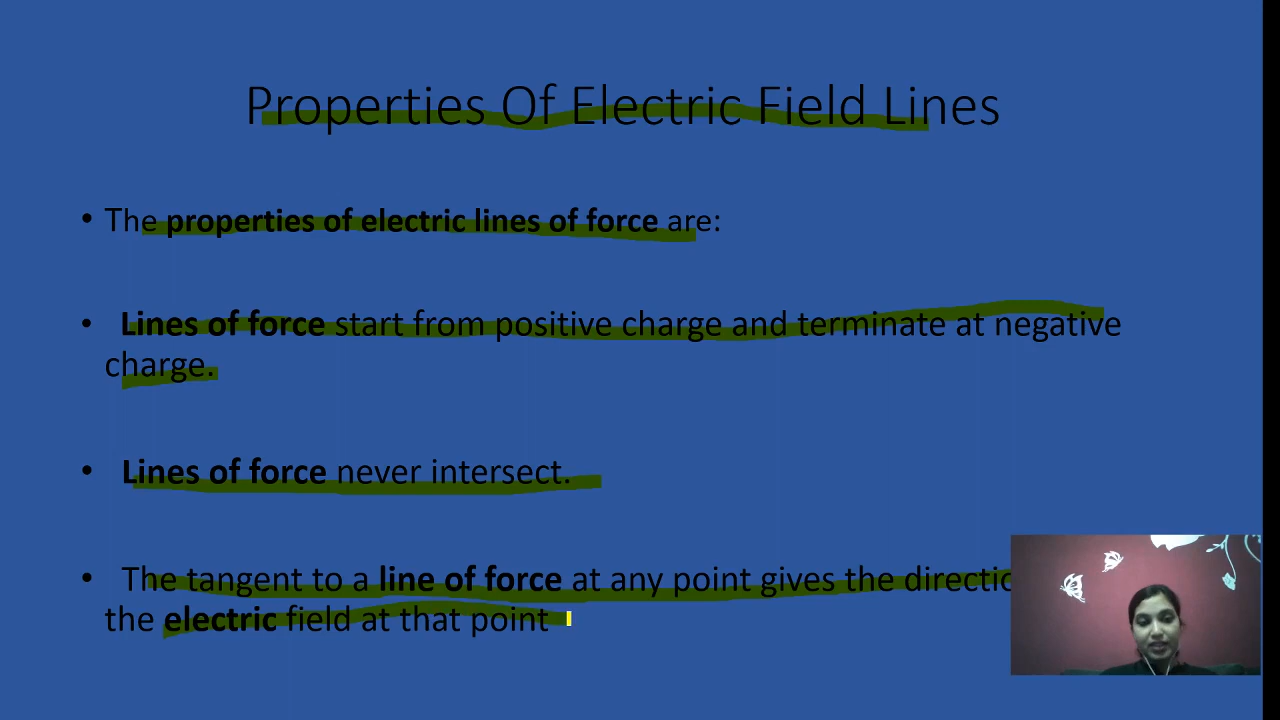 Properties Of Electric Field Lines
• The properties of electric lines of force are:
• Lines of force start from positive charge and terminate at negative
charge.
• Lines of force never intersect.
• The tangent to a line of force at any point gives the
the electric field at that point